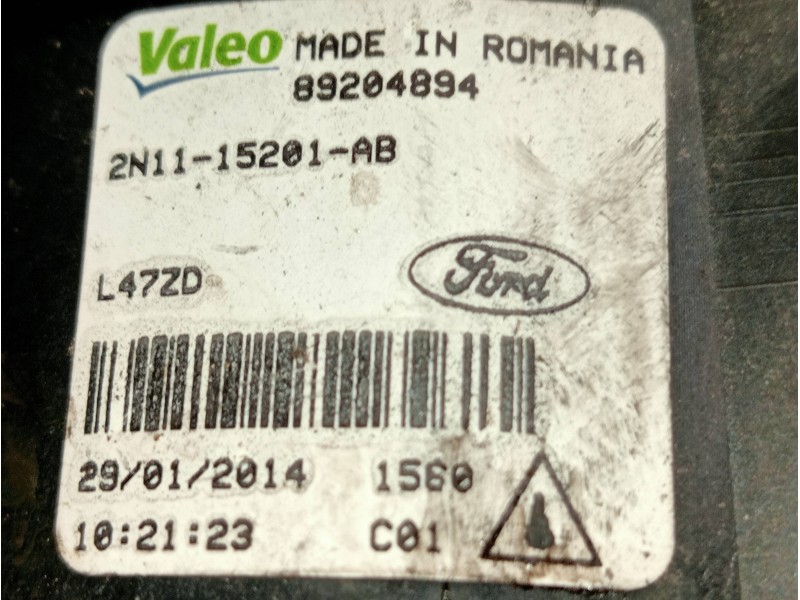 Valeo MADE IN ROMANIA
89204894
2N11-15201-AB
L47ZD
Ford
29/01/2014 1560
10:21:23 C01